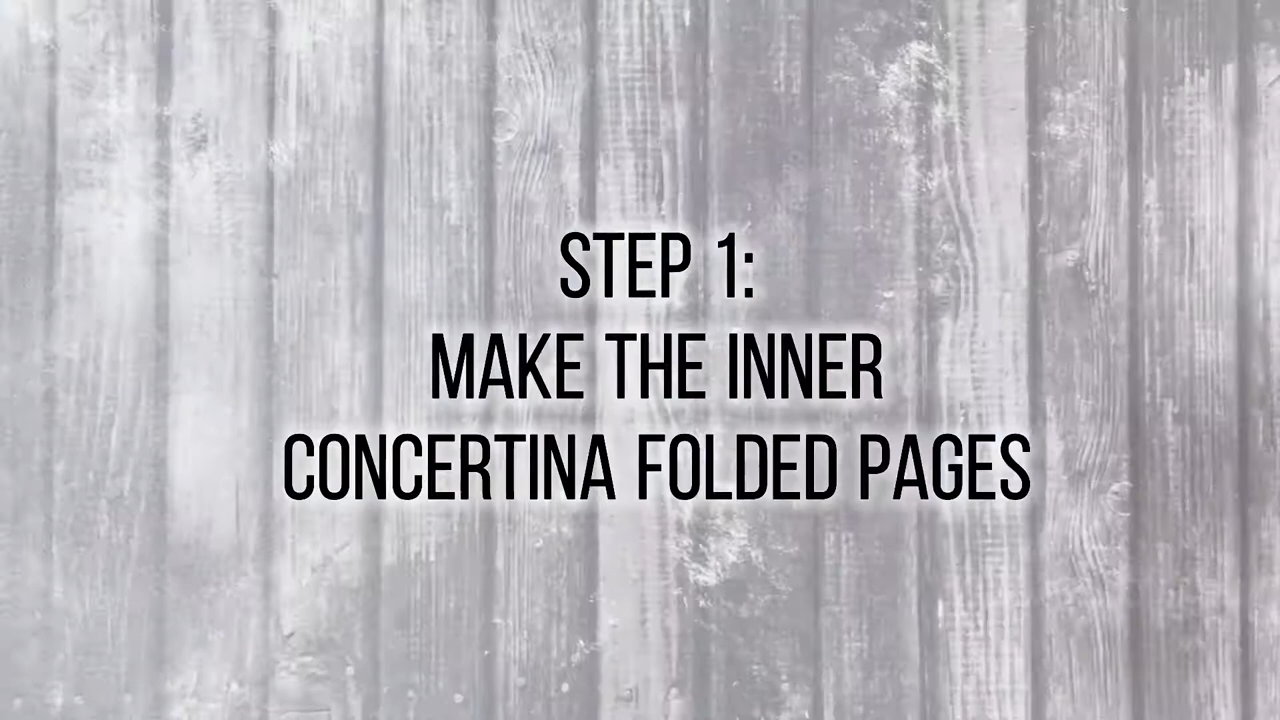 STEP 1:
MAKE THE INNER
CONCERTINA FOLDED PAGES